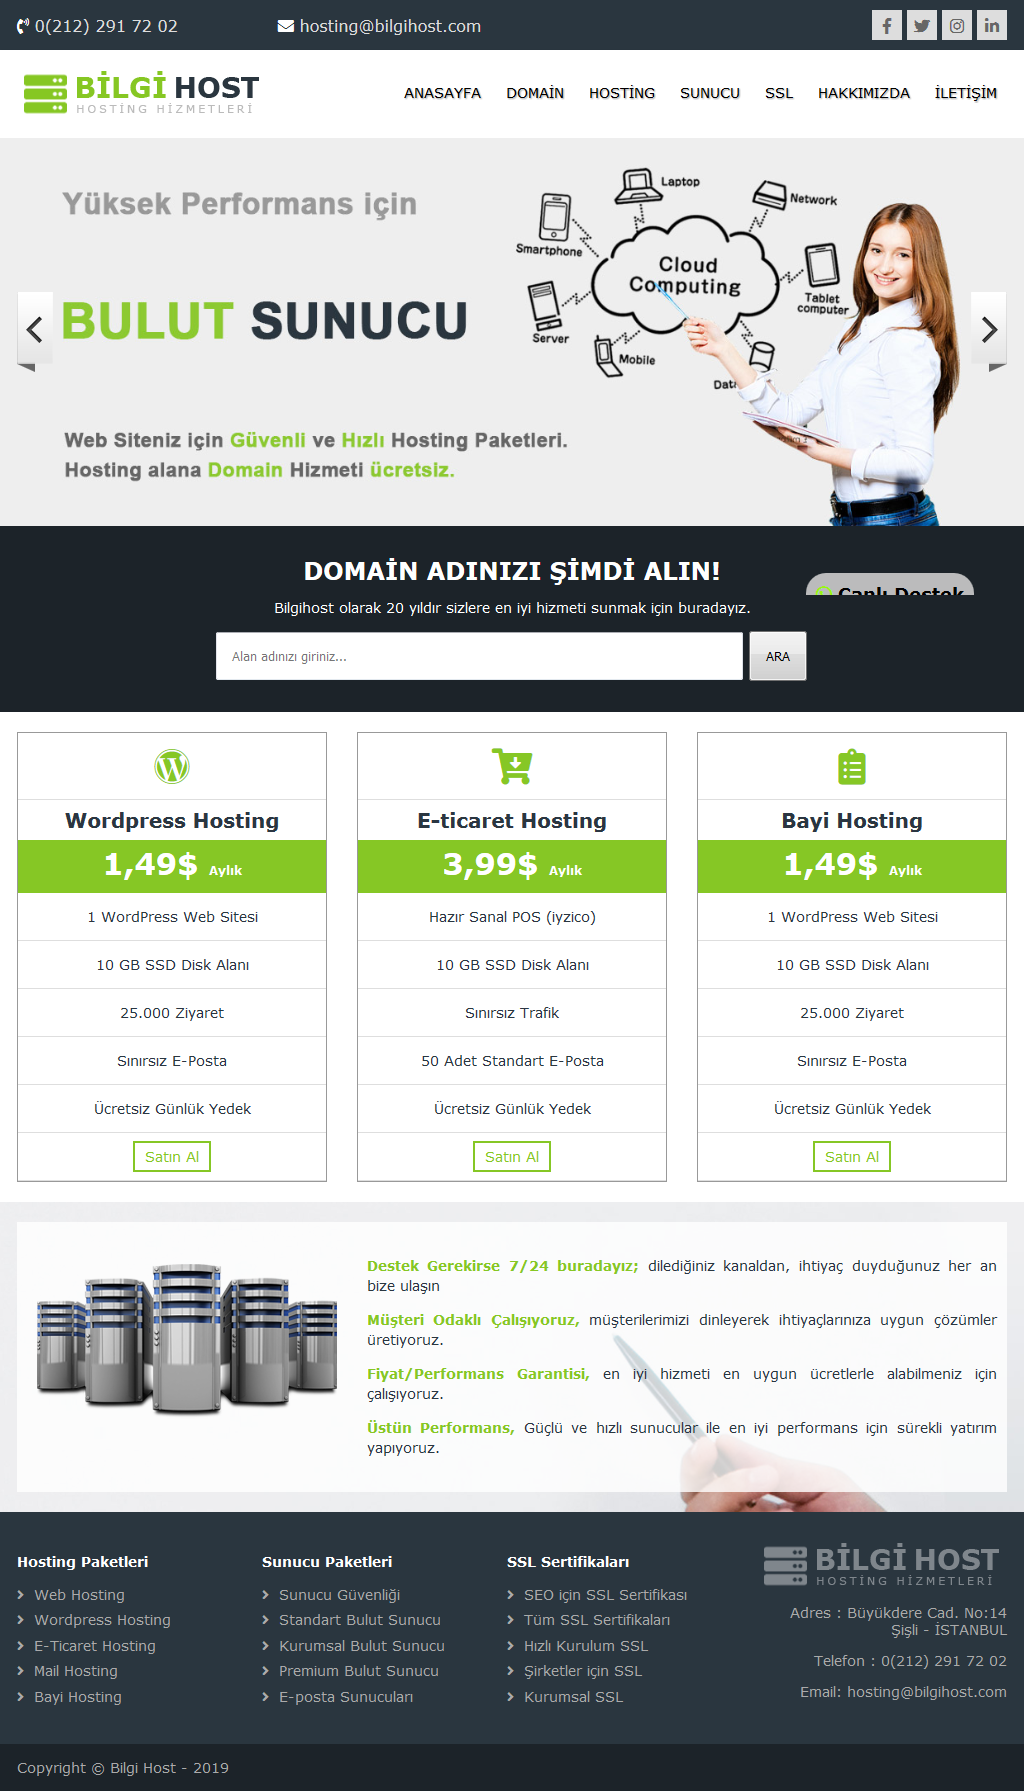 0(212) 291 72 02
hosting@bilgihost.com
BİLGİ HOST
HOSTİNG HİZMETLERİ
ANASAYFA DOMAİN HOSTİNG SUNUCU SSL HAKKIMIZDA İLETİŞİM
Yüksek Performans için
BULUT SUNUCU
Web Siteniz için Güvenli ve Hızlı Hosting Paketleri.
Hosting alana Domain Hizmeti ücretsiz.
Laptop
Network
Smartphone
Cloud
Computing
Tablet
computer
Server
Mobile
DOMAİN ADINIZI ŞİMDİ ALIN!
Canlı Destek
Bilgihost olarak 20 yıldır sizlere en iyi hizmeti sunmak için buradayız.
Alan adınızı giriniz...
ARA
Wordpress Hosting
1,49$ Aylık
1 WordPress Web Sitesi
10 GB SSD Disk Alanı
25.000 Ziyaret
Sınırsız E-Posta
Ücretsiz Günlük Yedek
Satın Al
E-ticaret Hosting
3,99$ Aylık
Hazır Sanal POS (iyzico)
10 GB SSD Disk Alanı
Sınırsız Trafik
50 Adet Standart E-Posta
Ücretsiz Günlük Yedek
Satın Al
Bayi Hosting
1,49$ Aylık
1 WordPress Web Sitesi
10 GB SSD Disk Alanı
25.000 Ziyaret
Sınırsız E-Posta
Ücretsiz Günlük Yedek
Satın Al
Destek Gerekirse 7/24 buradayız; dilediğiniz kanaldan, ihtiyaç duyduğunuz her an
bize ulaşın
Müşteri Odaklı Çalışıyoruz, müşterilerimizi dinleyerek ihtiyaçlarınıza uygun çözümler
üretiyoruz.
Fiyat/Performans Garantisi, en iyi hizmeti en uygun ücretlerle alabilmeniz için
çalışıyoruz.
Üstün Performans, Güçlü ve hızlı sunucular ile en iyi performans için sürekli yatırım
yapıyoruz.
Hosting Paketleri
Web Hosting
Wordpress Hosting
E-Ticaret Hosting
Mail Hosting
Bayi Hosting
Sunucu Paketleri
Sunucu Güvenliği
Standart Bulut Sunucu
Kurumsal Bulut Sunucu
Premium Bulut Sunucu
E-posta Sunucuları
SSL Sertifikaları
SEO için SSL Sertifikası
Tüm SSL Sertifikaları
Hızlı Kurulum SSL
Şirketler için SSL
Kurumsal SSL
BİLGİ HOST
HOSTİNG HİZMETLERİ
Adres : Büyükdere Cad. No:14
Şişli - İSTANBUL
Telefon : 0(212) 291 72 02
Email: hosting@bilgihost.com
Copyright © Bilgi Host - 2019